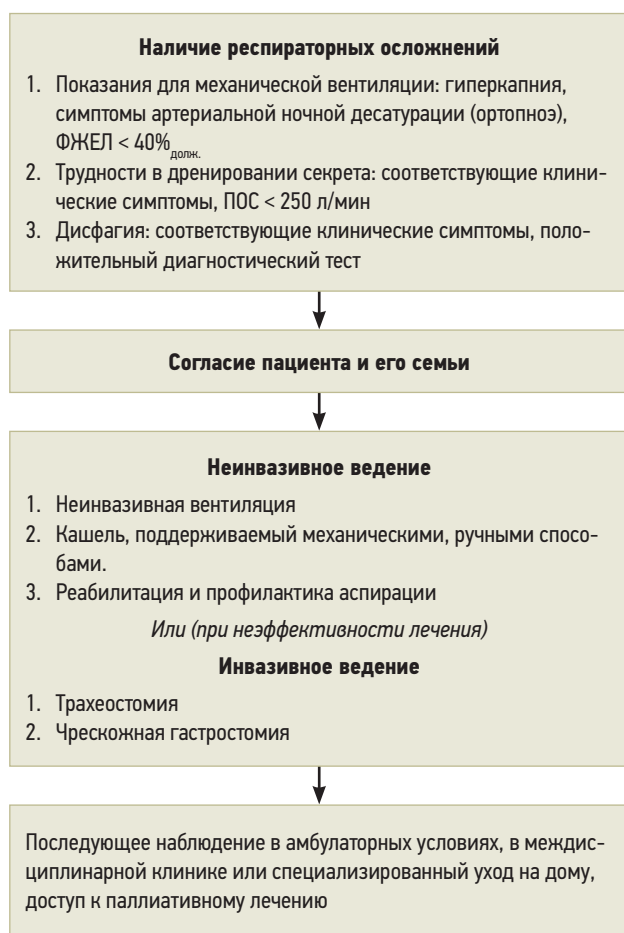 Наличие респираторных осложнений
1. Показания для механической вентиляции: гиперкапния,
симптомы артериальной ночной десатурации (ортопноэ),
ФЖЕЛ < 40%долж.
2. Трудности в дренировании секрета: соответствующие клини-
ческие симптомы, ПОС < 250 л/мин
3. Дисфагия: соответствующие клинические симптомы, поло-
жительный диагностический тест
Согласие пациента и его семьи
Неинвазивное ведение
1. Неинвазивная вентиляция
2. Кашель, поддерживаемый механическими, ручными спосо-
бами.
3. Реабилитация и профилактика аспирации
Или (при неэффективности лечения)
Инвазивное ведение
1. Трахеостомия
2. Чрескожная гастростомия
Последующее наблюдение в амбулаторных условиях, в междис-
циплинарной клинике или специализированный уход на дому,
доступ к паллиативному лечению